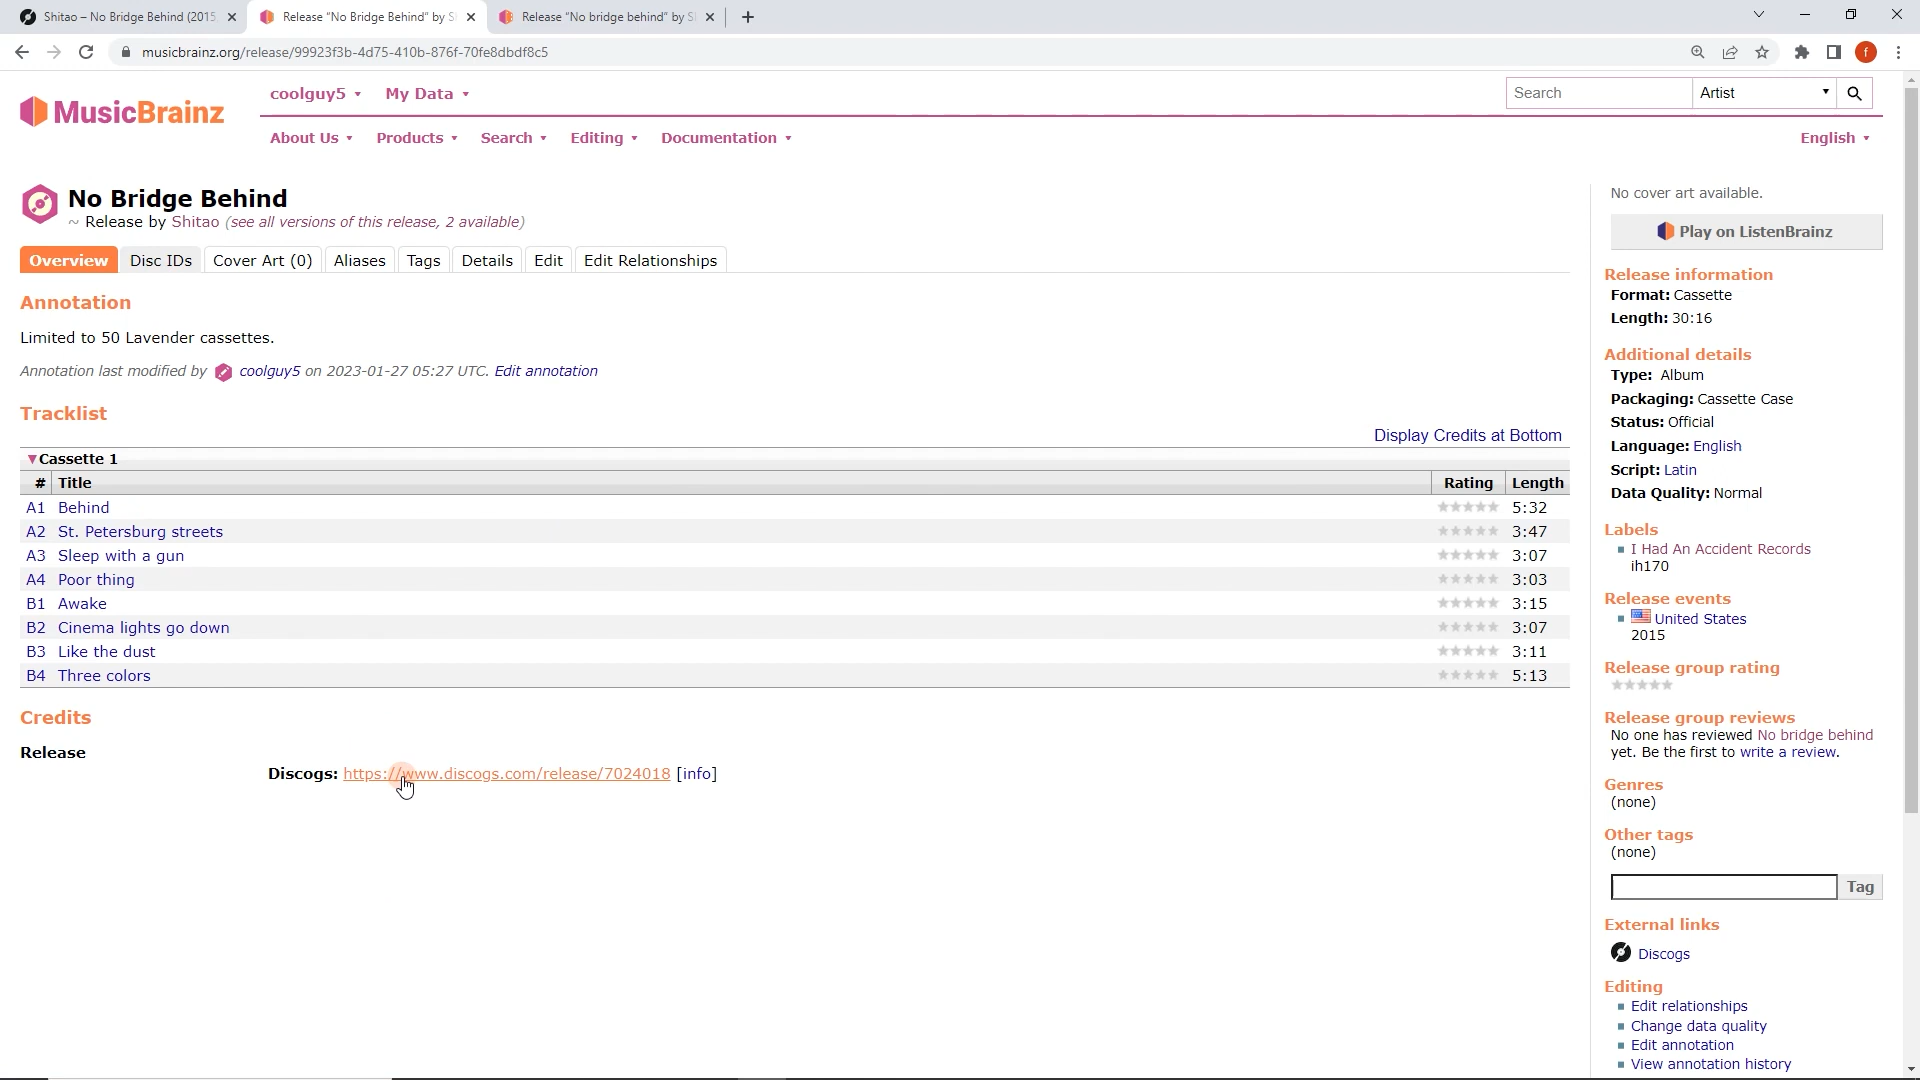 Shitao – No Bridge Behind (2015,
Release "No Bridge Behind" by S
Release "No bridge behind" by S
musicbrainz.org/release/99923f3b-4d75-410b-876f-70fe8dbdf8c5
f
MusicBrainz
coolguy5 My Data
Search Artist
About Us Products Search Editing Documentation
English
No Bridge Behind
~ Release by Shitao (see all versions of this release, 2 available)
Overview Disc IDs Cover Art (0) Aliases Tags Details Edit Edit Relationships
Annotation
Limited to 50 Lavender cassettes.
Annotation last modified by coolguy5 on 2023-01-27 05:27 UTC. Edit annotation
Tracklist
Display Credits at Bottom
▼Cassette 1
# Title Rating Length
A1 Behind 5:32
A2 St. Petersburg streets 3:47
A3 Sleep with a gun 3:07
A4 Poor thing 3:03
B1 Awake 3:15
B2 Cinema lights go down 3:07
B3 Like the dust 3:11
B4 Three colors 5:13
Credits
Release
Discogs: https://www.discogs.com/release/7024018 [info]
No cover art available.
Play on ListenBrainz
Release information
Format: Cassette
Length: 30:16
Additional details
Type: Album
Packaging: Cassette Case
Status: Official
Language: English
Script: Latin
Data Quality: Normal
Labels
I Had An Accident Records
ih170
Release events
United States
2015
Release group rating
Release group reviews
No one has reviewed No bridge behind
yet. Be the first to write a review.
Genres
(none)
Other tags
(none)
Tag
External links
Discogs
Editing
Edit relationships
Change data quality
Edit annotation
View annotation history